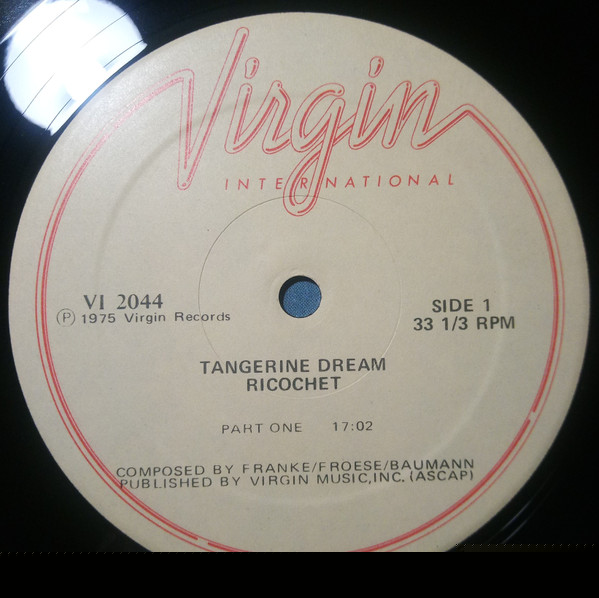 Virgin
INTERNATIONAL
VI 2044
℗ 1975 Virgin Records
SIDE 1
33 1/3 RPM
TANGERINE DREAM
RICOCHET
PART ONE 17:02
COMPOSED BY FRANKE/FROESE/BAUMANN
PUBLISHED BY VIRGIN MUSIC,INC. (ASCAP)